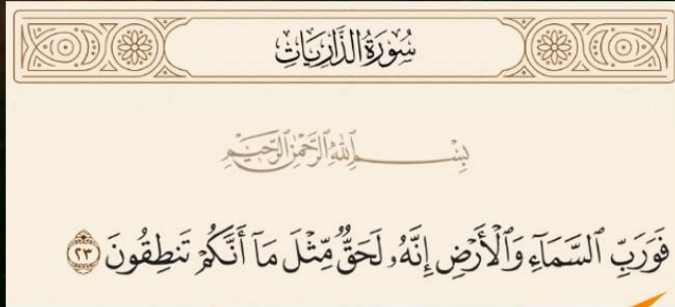 سُورَةُ الذَّارِيَاتِ
بِسْمِ ٱللَّهِ ٱلرَّحْمَٰنِ ٱلرَّحِيمِ
فَوَرَبِّ ٱلسَّمَآءِ وَٱلْأَرْضِ إِنَّهُۥ لَحَقٌّ مِّثْلَ مَآ أَنَّكُمْ تَنطِقُونَ ٢٣